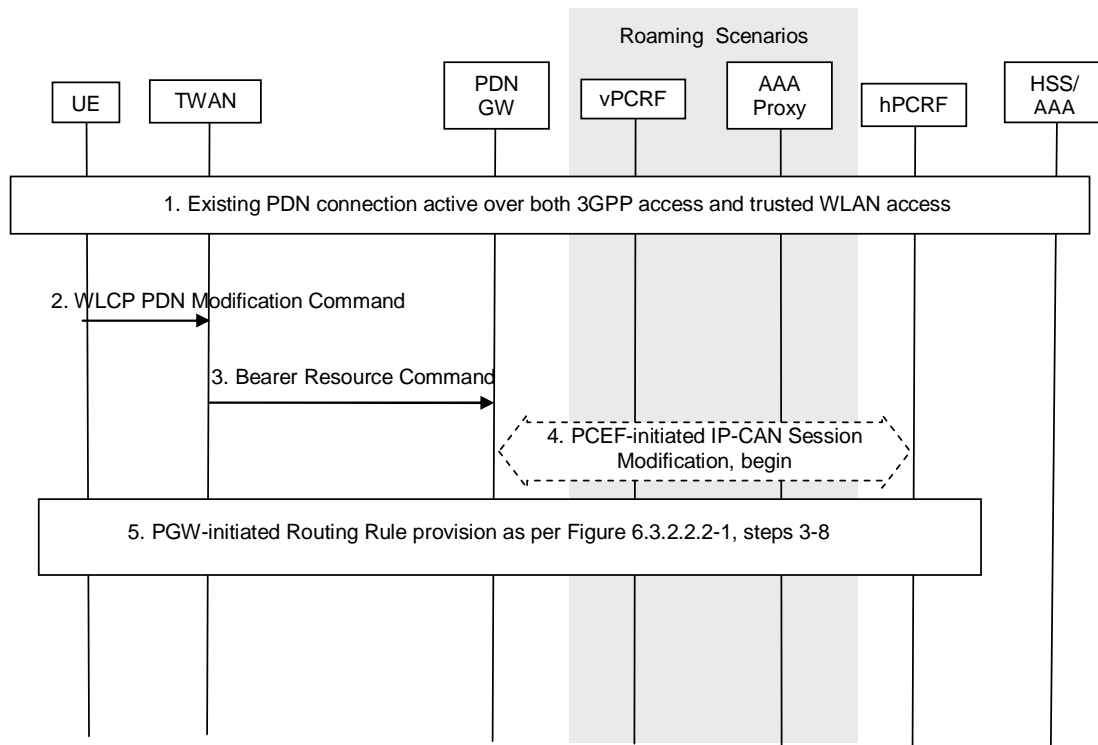 Roaming Scenarios
UE
TWAN
PDN
GW
vPCRF
AAA
Proxy
hPCRF
HSS/
AAA
1. Existing PDN connection active over both 3GPP access and trusted WLAN access
2. WLCP PDN Modification Command
3. Bearer Resource Command
4. PCEF-initiated IP-CAN Session
Modification, begin
5. PGW-initiated Routing Rule provision as per Figure 6.3.2.2.2-1, steps 3-8